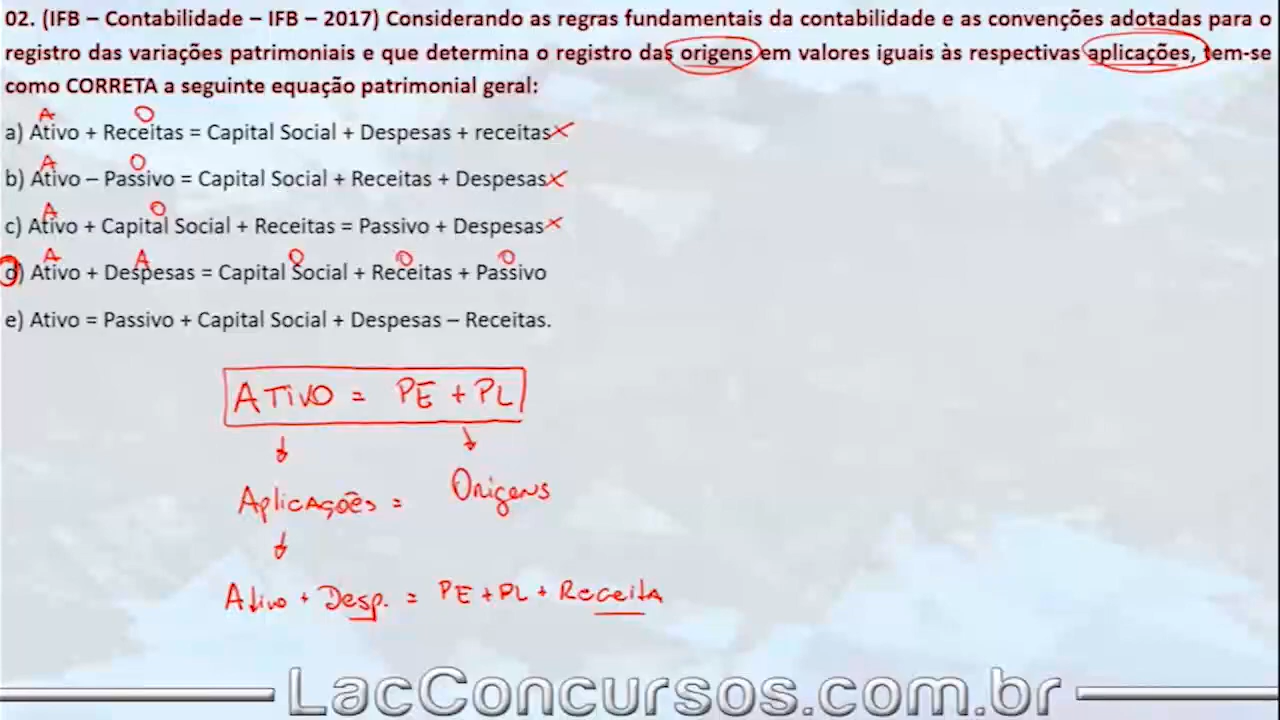 02. (IFB – Contabilidade – IFB – 2017) Considerando as regras fundamentais da contabilidade e as convenções adotadas para o
registro das variações patrimoniais e que determina o registro das origens em valores iguais às respectivas aplicações, tem-se
como CORRETA a seguinte equação patrimonial geral:
A O
a) Ativo + Receitas = Capital Social + Despesas + receitas X
A O
b) Ativo – Passivo = Capital Social + Receitas + Despesas X
A O
c) Ativo + Capital Social + Receitas = Passivo + Despesas X
A A O O O
d) Ativo + Despesas = Capital Social + Receitas + Passivo
e) Ativo = Passivo + Capital Social + Despesas – Receitas.
ATIVO = PE + PL
Aplicações = Origens
Ativo + Desp. = PE + PL + Receita
LacConcursos.com.br